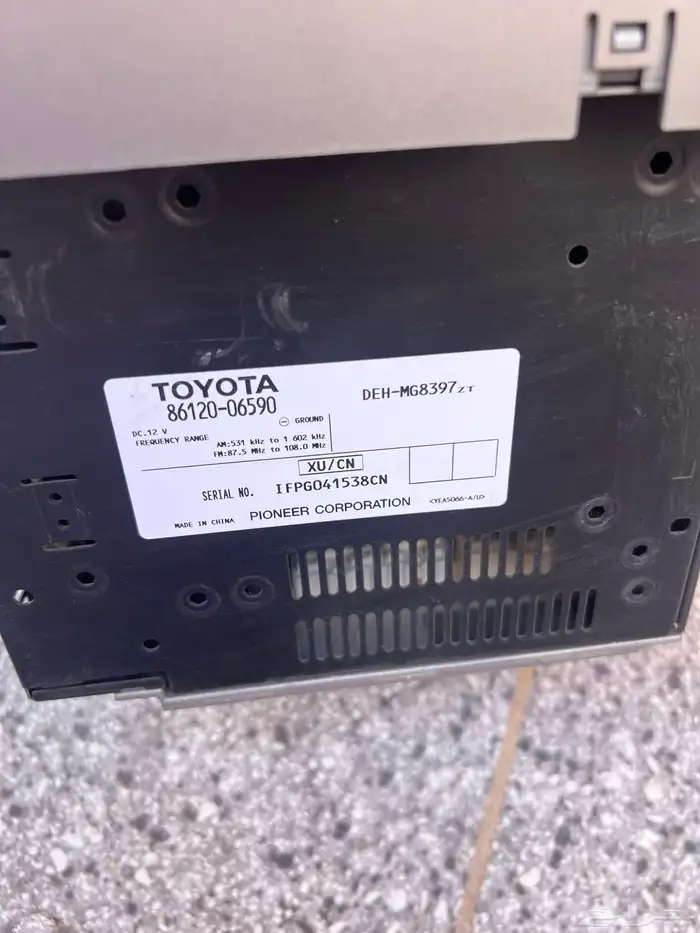 TOYOTA
86120-06590
DEH-MG8397ZT
DC.12 V
⊖ GROUND
FREQUENCY RANGE AM:531 kHz to 1 602 kHz
FM:87.5 MHz to 108.0 MHz
XU/CN
SERIAL NO. IFPG041538CN
MADE IN CHINA PIONEER CORPORATION <YEA5066-A/U>